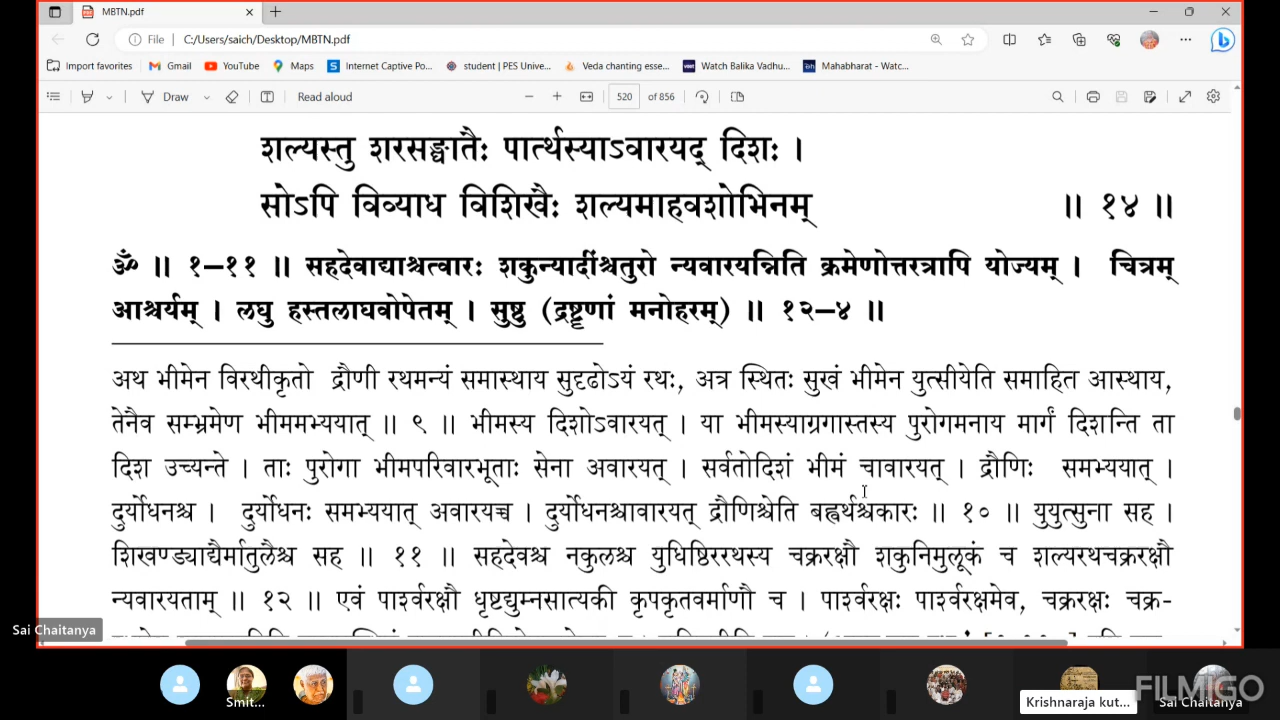 MBTN.pdf
File C:/Users/saich/Desktop/MBTN.pdf
Import favorites Gmail YouTube Maps Internet Captive Po... student | PES Unive... Veda chanting esse... Watch Balika Vadhu... Mahabharat - Watc...
Draw Read aloud 520 of 856
शल्यस्तु शरसङ्घातैः पार्त्थस्याऽवारयद् दिशः ।
सोऽपि विव्याध विशिखैः शल्यमाहवशोभिनम् ॥ १४ ॥
ॐ ॥ १–११ ॥ सहदेवाद्याश्चत्वारः शकुन्यादींश्चतुरो न्यवारयन्निति क्रमेणोत्तरत्रापि योज्यम् । चित्रम्
आश्चर्यम् । लघु हस्तलाघवोपेतम् । सुष्ठु (द्रष्टॄणां मनोहरम्) ॥ १२–४ ॥
अथ भीमेन विरथीकृतो द्रौणी रथमन्यं समास्थाय सुदृढोऽयं रथः, अत्र स्थितः सुखं भीमेन युत्सीयेति समाहित आस्थाय,
तेनैव सम्भ्रमेण भीममभ्ययात् ॥ ९ ॥ भीमस्य दिशोऽवारयत् । या भीमस्याग्रगास्तस्य पुरोगमनाय मार्गं दिशान्ति ता
दिश उच्यन्ते । ताः पुरोगा भीमपरिवारभूताः सेना अवारयत् । सर्वतोदिशं भीमं चावारयत् । द्रौणिः समभ्ययात् ।
दुर्योधनश्च । दुर्योधनः समभ्ययात् अवारयच्च । दुर्योधनश्चावारयत् द्रौणिश्चेति बह्वर्थश्चकारः ॥ १० ॥ युयुत्सुना सह ।
शिखण्ड्याद्यैर्मातुलैश्च सह ॥ ११ ॥ सहदेवश्च नकुलश्च युधिष्ठिररथस्य चक्ररक्षौ शकुनिमुलूकं च शल्यरथचक्ररक्षौ
न्यवारयताम् ॥ १२ ॥ एवं पार्श्वरक्षौ धृष्टद्युम्नसात्यकी कृपकृतवर्माणौ च । पार्श्वरक्षः पार्श्वरक्षमेव, चक्ररक्षः चक्र-
Sai Chaitanya
Smit... Krishnaraja kut... Sai Chaitanya
FILMIGO